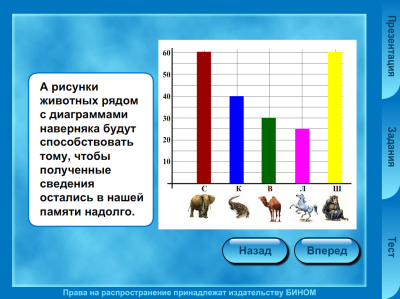 А рисунки
животных рядом
с диаграммами
наверняка будут
способствовать
тому, чтобы
полученные
сведения
остались в нашей
памяти надолго.
60
50
40
30
20
10
С К В Л Ш
Назад
Вперед
Презентация
Задания
Тест
Права на распространение принадлежат издательству БИНОМ